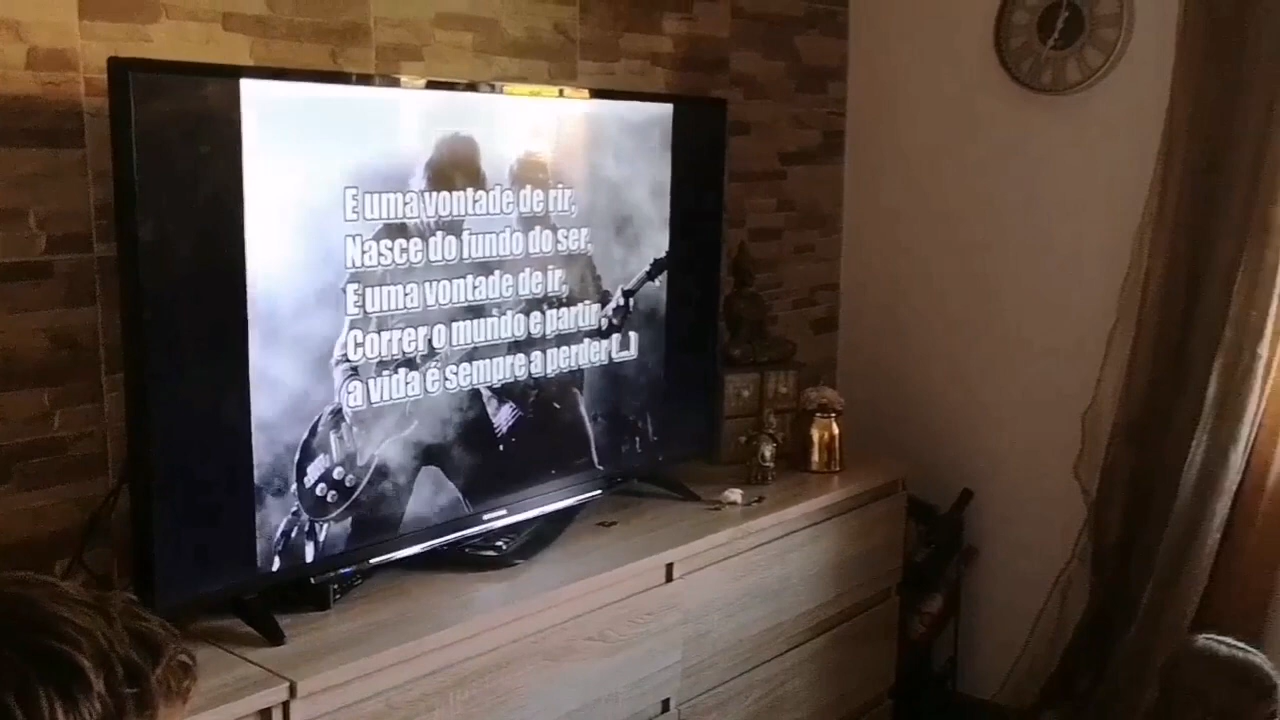 E uma vontade de rir,
Nasce do fundo do ser,
E uma vontade de ir,
Correr o mundo e partir,
a vida é sempre a perder (...)